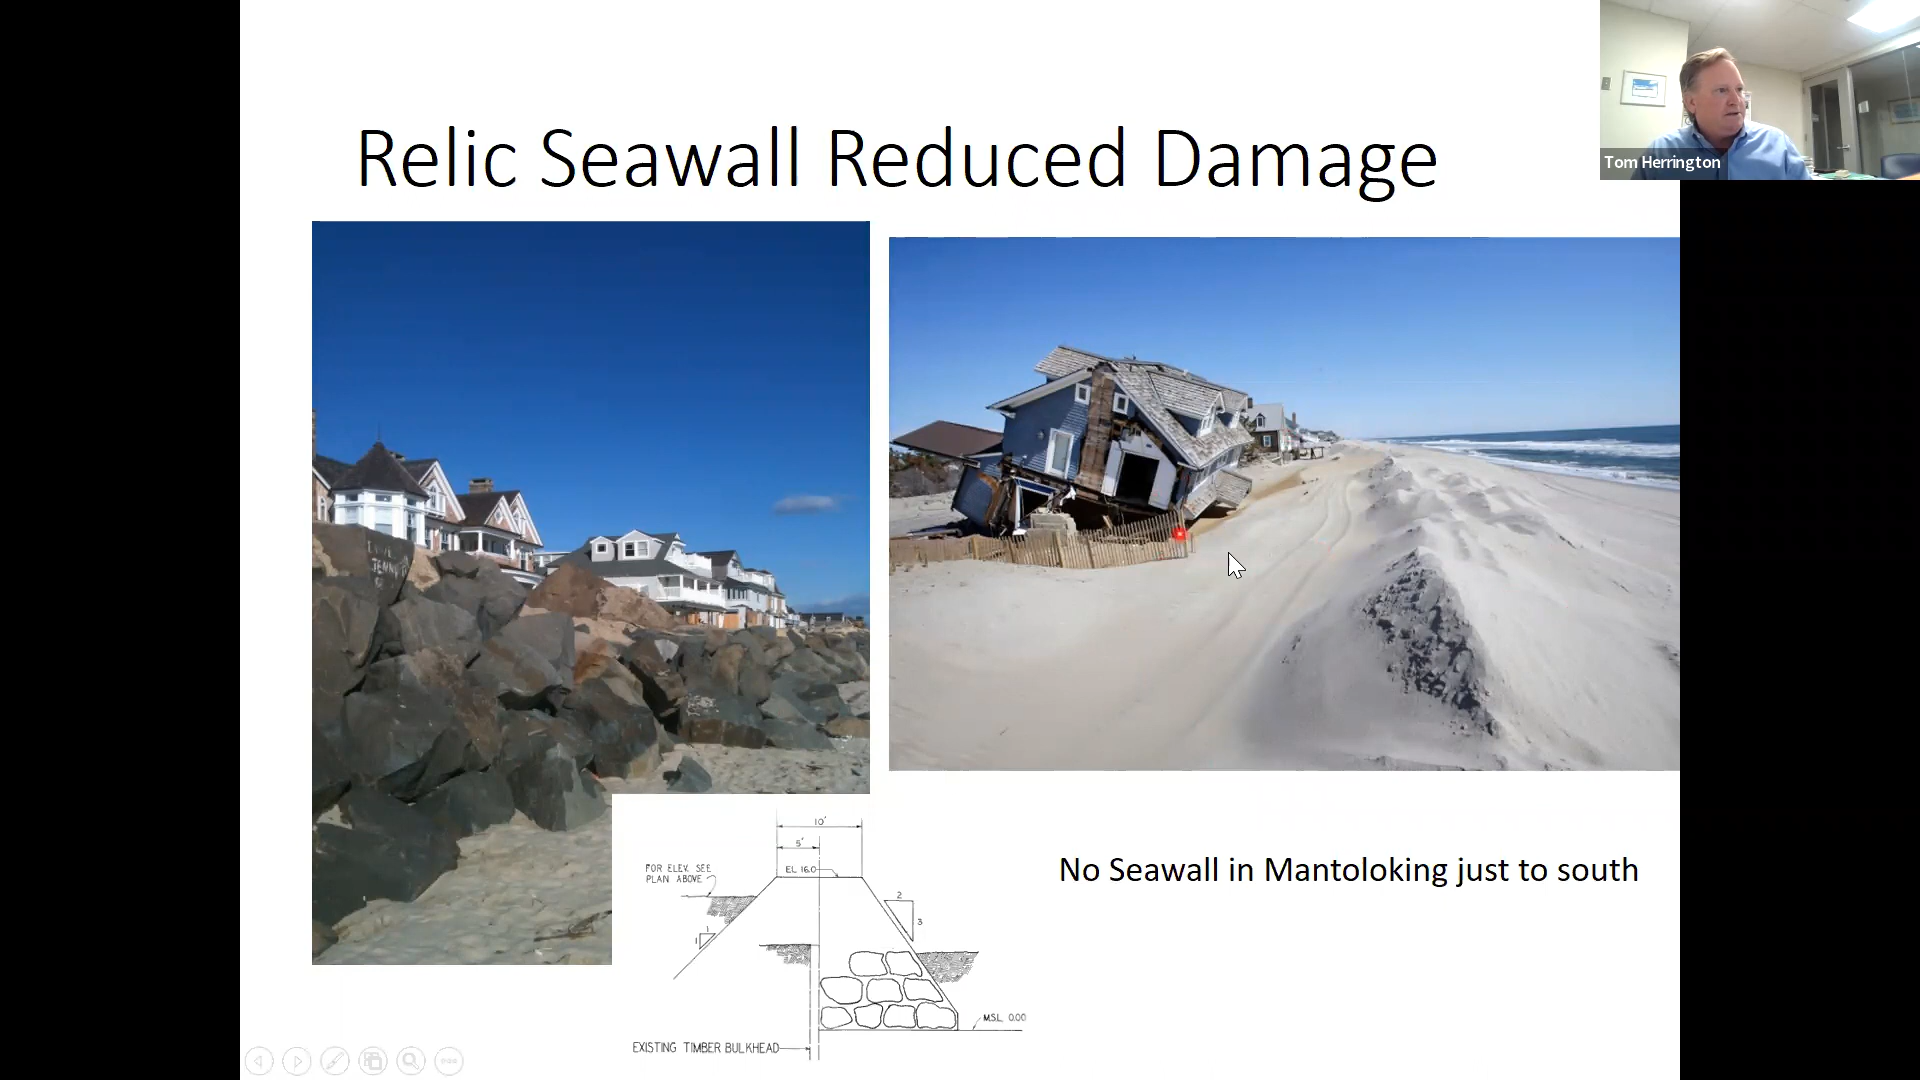 Relic Seawall Reduced Damage
Tom Herrington
10'
5'
EL 16.0
FOR ELEV. SEE
PLAN ABOVE
2
3
1
1
M.S.L. 0.00
EXISTING TIMBER BULKHEAD
No Seawall in Mantoloking just to south